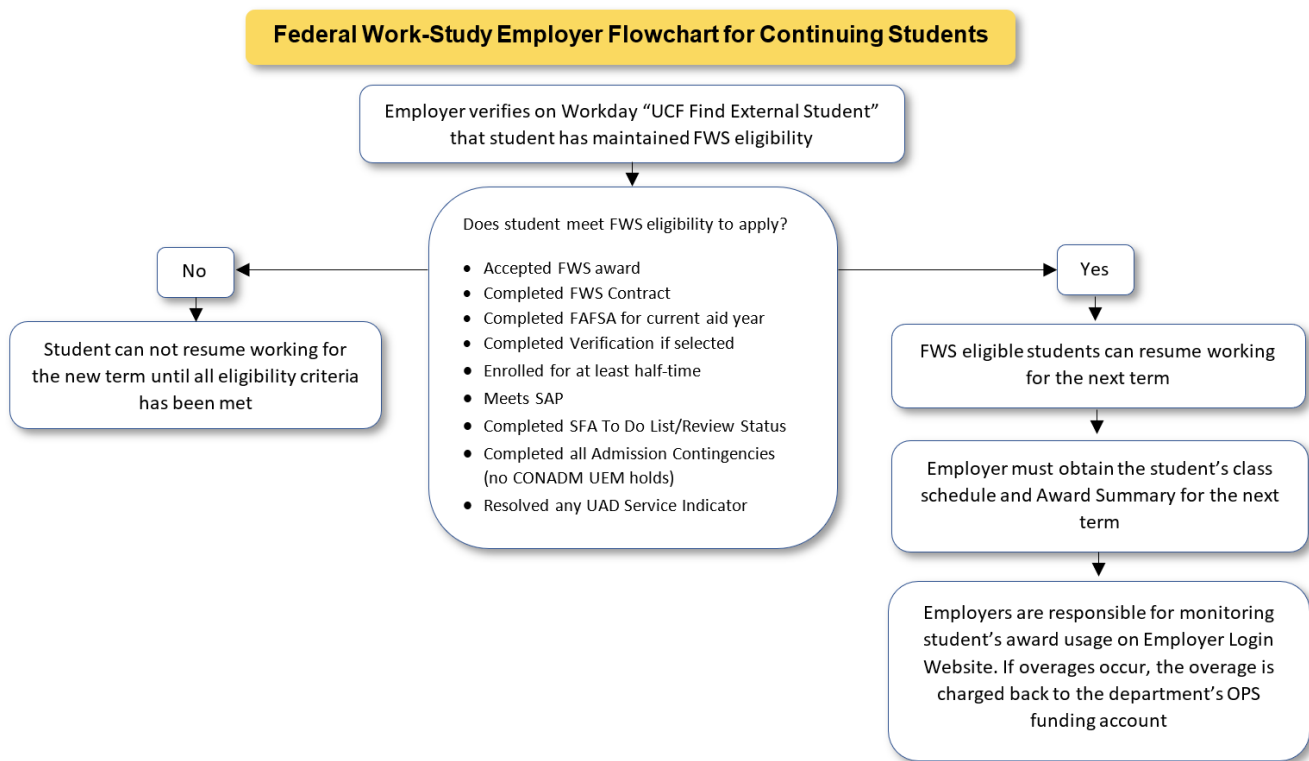 Federal Work-Study Employer Flowchart for Continuing Students
Employer verifies on Workday “UCF Find External Student”
that student has maintained FWS eligibility
Does student meet FWS eligibility to apply?
• Accepted FWS award
• Completed FWS Contract
• Completed FAFSA for current aid year
• Completed Verification if selected
• Enrolled for at least half-time
• Meets SAP
• Completed SFA To Do List/Review Status
• Completed all Admission Contingencies
(no CONADM UEM holds)
• Resolved any UAD Service Indicator
No
Student can not resume working for
the new term until all eligibility criteria
has been met
Yes
FWS eligible students can resume working
for the next term
Employer must obtain the student’s class
schedule and Award Summary for the next
term
Employers are responsible for monitoring
student’s award usage on Employer Login
Website. If overages occur, the overage is
charged back to the department’s OPS
funding account